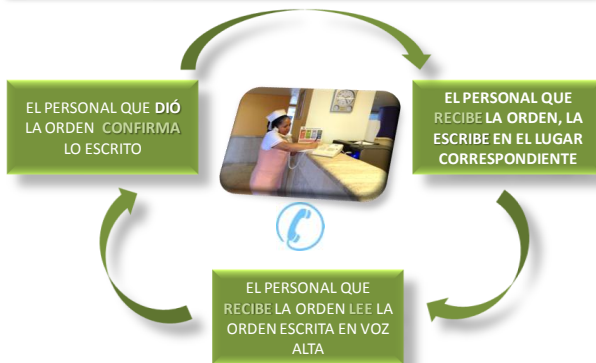 EL PERSONAL QUE DIÓ
LA ORDEN CONFIRMA
LO ESCRITO
EL PERSONAL QUE
RECIBE LA ORDEN, LA
ESCRIBE EN EL LUGAR
CORRESPONDIENTE
EL PERSONAL QUE
RECIBE LA ORDEN LEE LA
ORDEN ESCRITA EN VOZ
ALTA